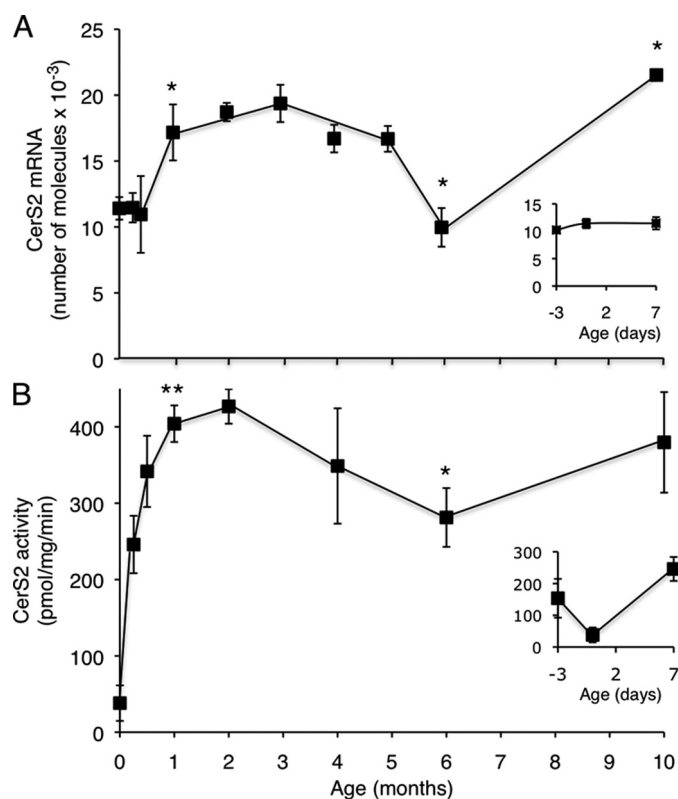 A
CerS2 mRNA
(number of molecules x 10⁻³)
25
20
15
10
5
0
*
*
*
15
10
5
0
-3 2 7
Age (days)
B
CerS2 activity
(pmol/mg/min)
400
300
200
100
0
**
*
300
200
100
0
-3 2 7
Age (days)
0 1 2 3 4 5 6 7 8 9 10
Age (months)